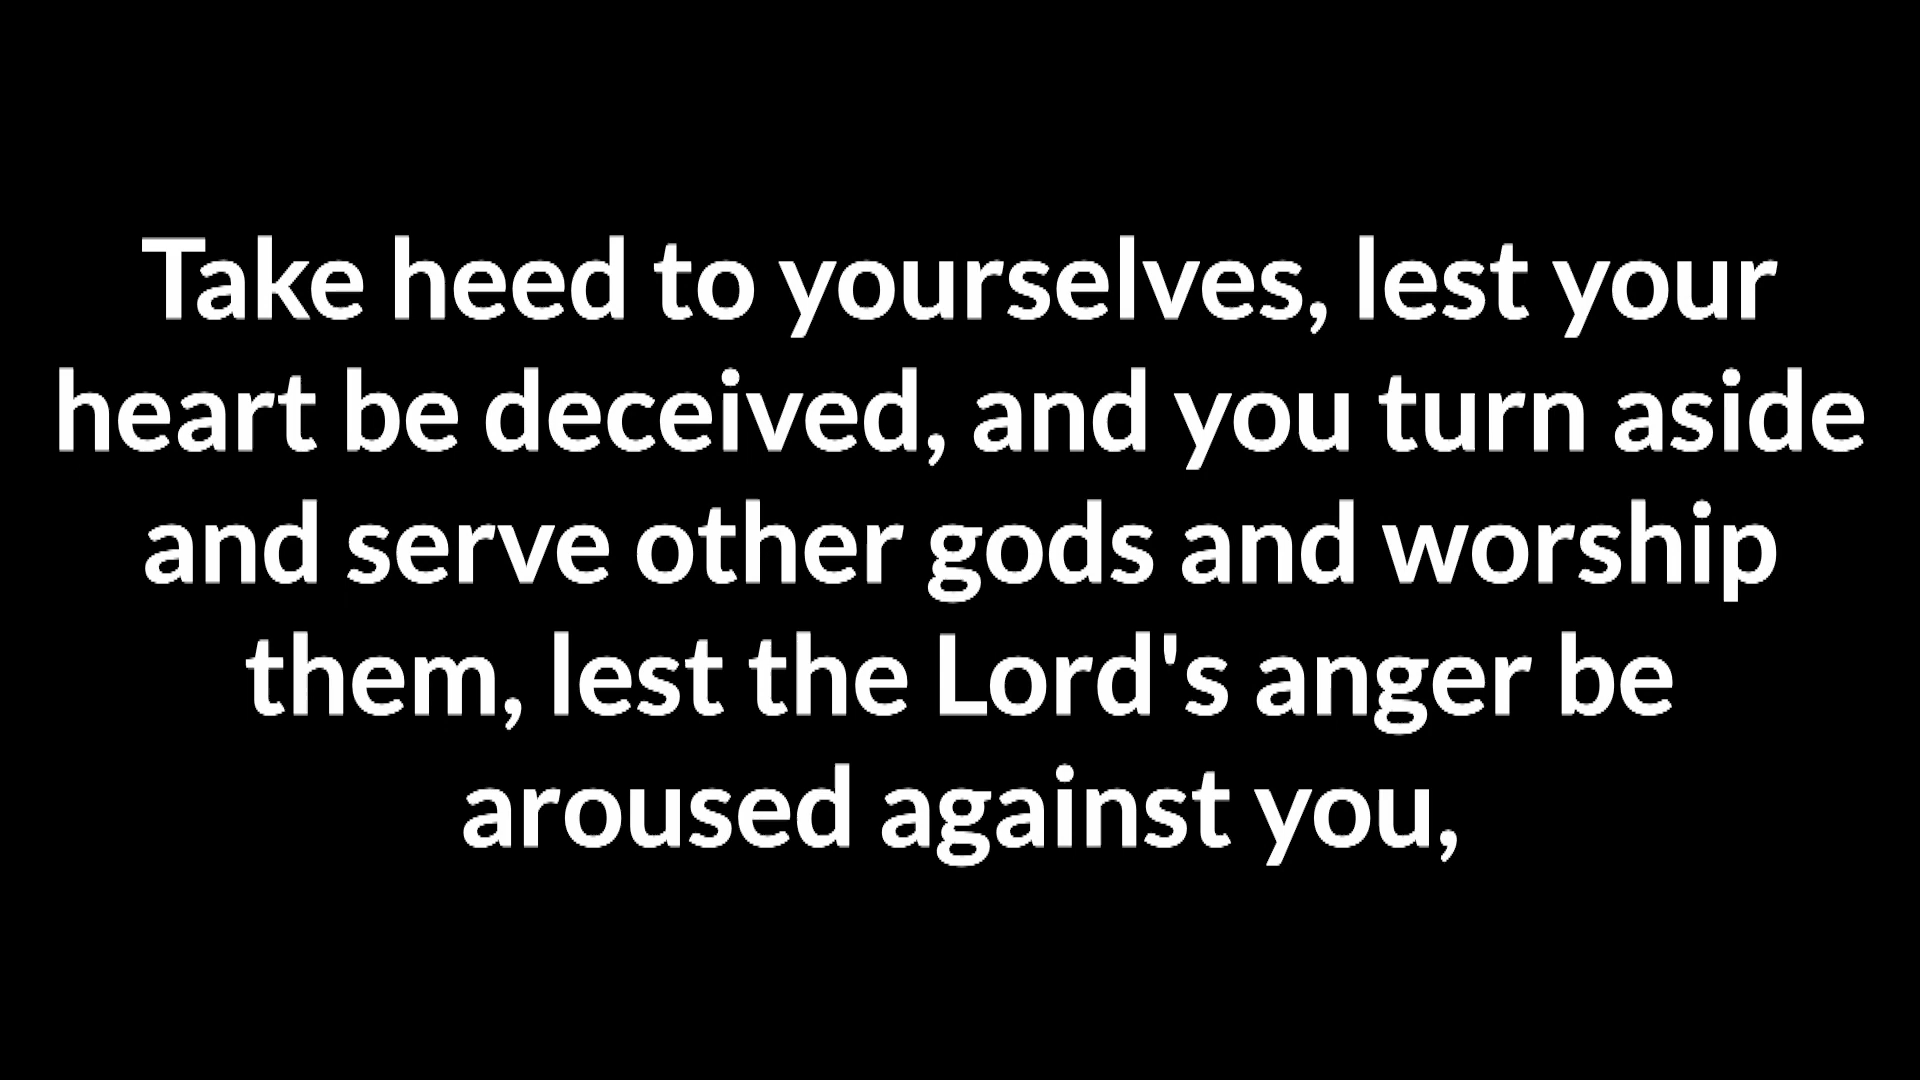 Take heed to yourselves, lest your
heart be deceived, and you turn aside
and serve other gods and worship
them, lest the Lord's anger be
aroused against you,